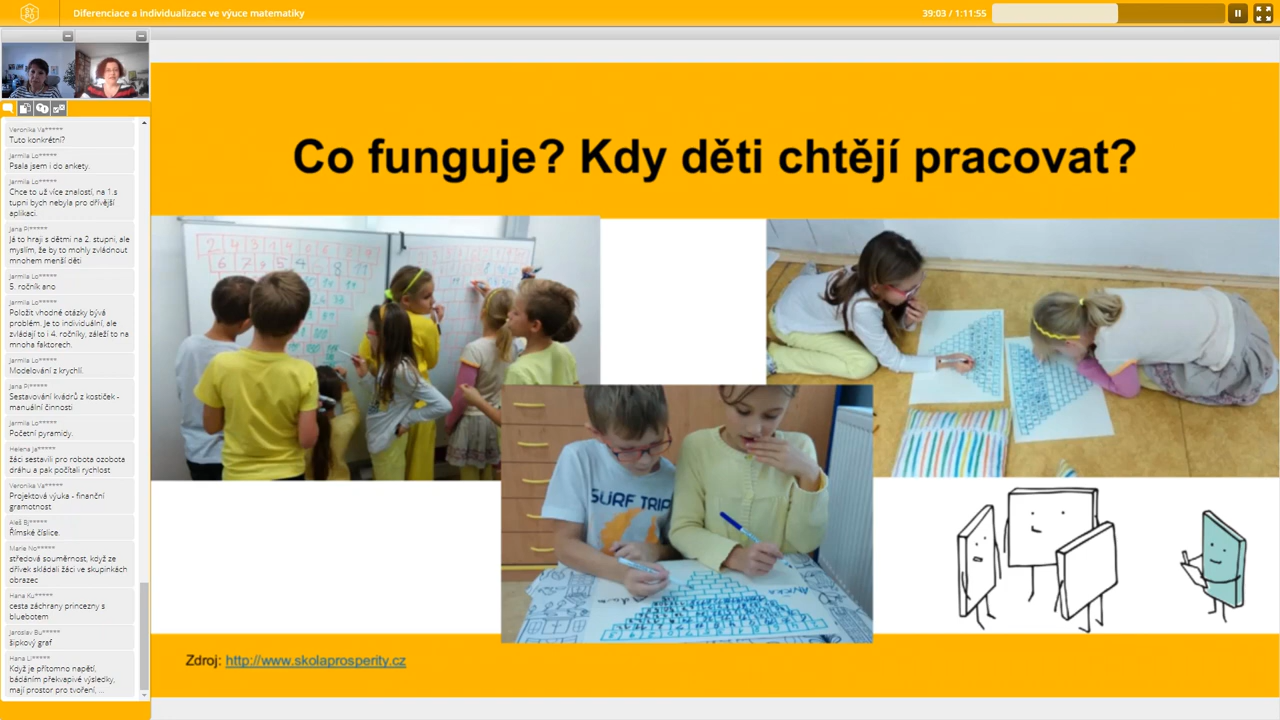 Diferenciace a individualizace ve výuce matematiky
39:03 / 1:11:55
Veronika Va*****
Tuto konkrétní?
Jarmila Lo*****
Psala jsem i do ankety.
Jarmila Lo*****
Chce to už více znalostí, na 1.s
tupni bych nebyla pro dřívější
aplikaci.
Jana Pi*****
Já to hraji s dětmi na 2. stupni, ale
myslím, že by to mohly zvládnout
mnohem menší děti
Jarmila Lo*****
5. ročník ano
Jarmila Lo*****
Položit vhodné otázky bývá
problém. Je to individuální, ale
zvládají to i 4. ročníky, záleží to na
mnoha faktorech.
Jarmila Lo*****
Modelování z krychlí.
Jana Pi*****
Sestavování kvádrů z kostiček -
manuální činnosti
Jarmila Lo*****
Početní pyramidy.
Helena Ja*****
žáci sestavili pro robota ozobota
dráhu a pak počítali rychlost
Veronika Va*****
Projektová výuka - finanční
gramotnost.
Aleš Bj*****
Římské číslice.
Marie No*****
středová souměrnost, když ze
dřívek skládali žáci ve skupinkách
obrazec
Hana Ku*****
cesta záchrany princezny s
bluebotem
Jaroslav Bu*****
šipkový graf
Hana Li*****
Když je přítomno napětí,
bádáním překvapivé výsledky,
mají prostor pro tvoření, ...
Co funguje? Kdy děti chtějí pracovat?
SURF TRIP
Zdroj: http://www.skolaprosperity.cz